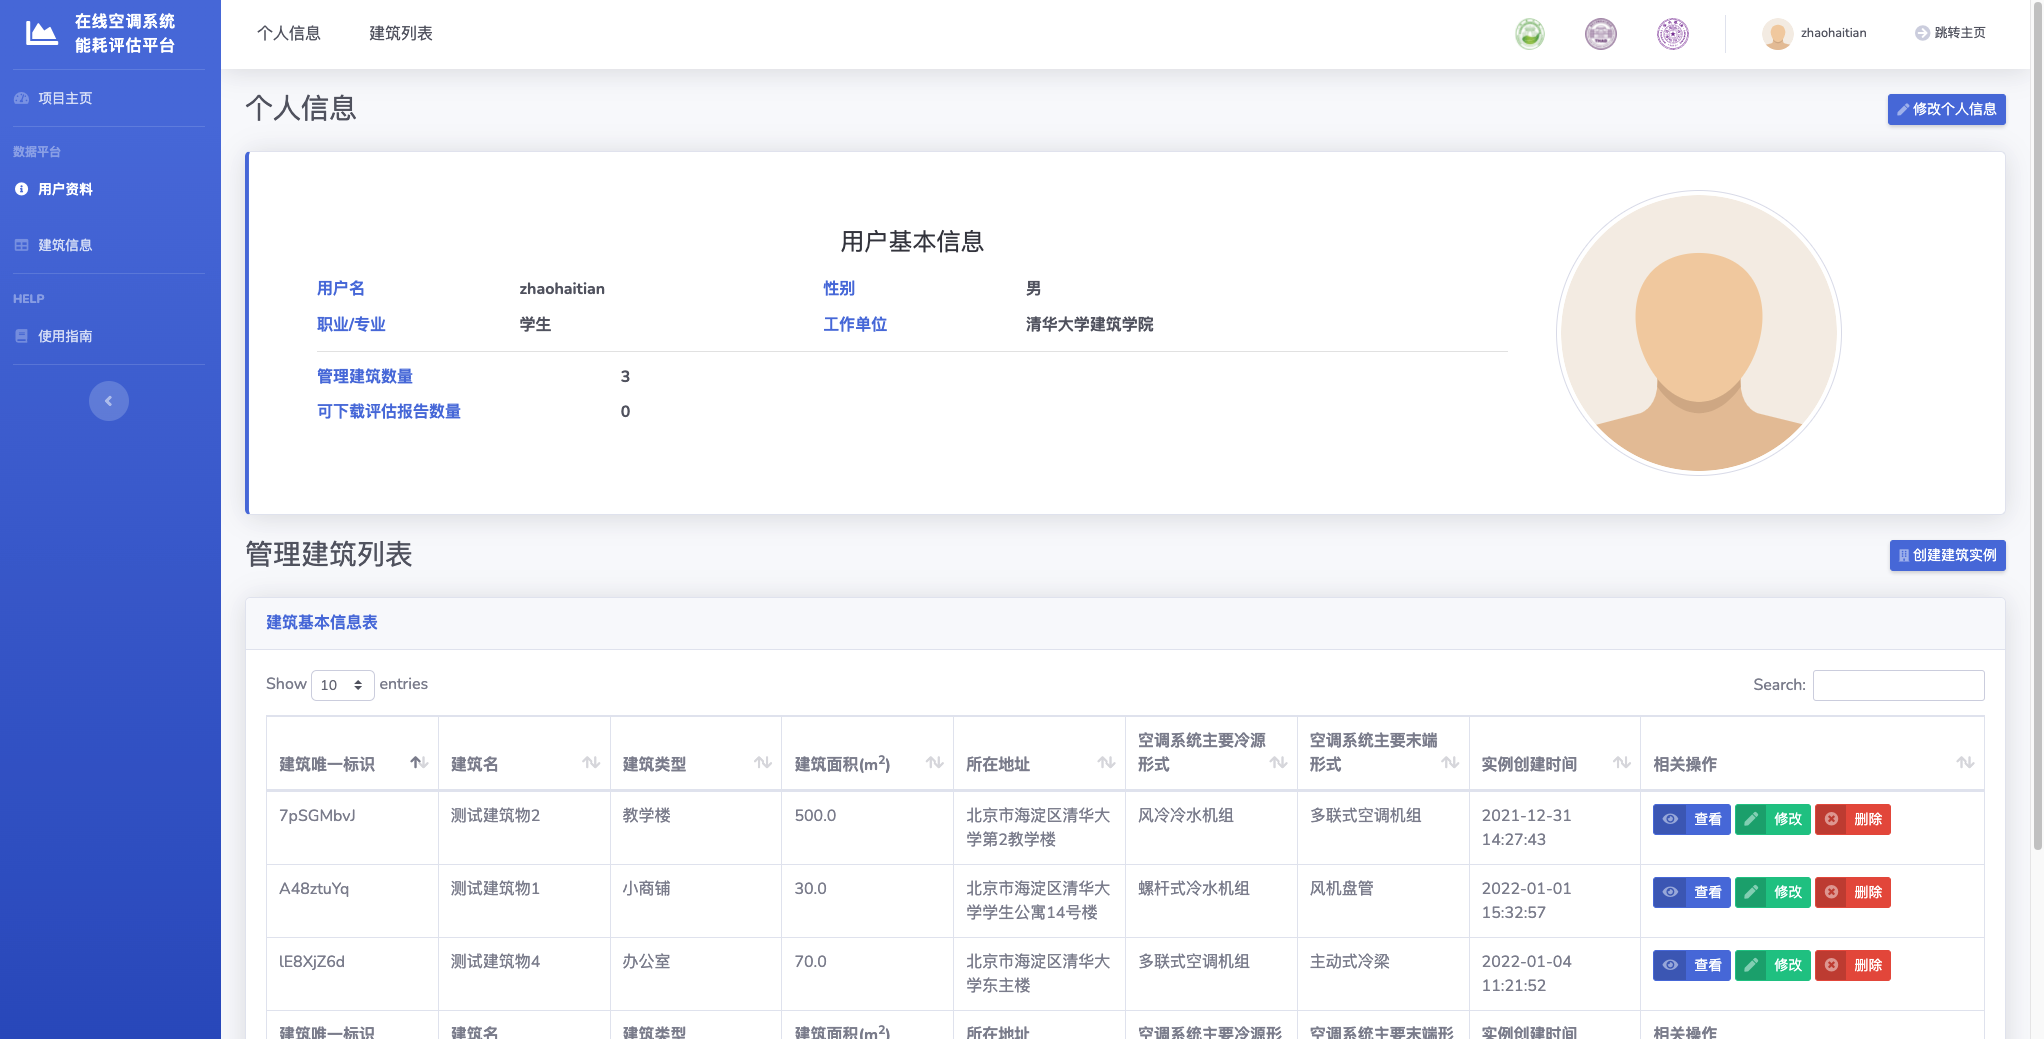 在线空调系统
能耗评估平台
项目主页
数据平台
用户资料
建筑信息
HELP
使用指南
个人信息
建筑列表
zhaohaitian
跳转主页
个人信息
修改个人信息
用户基本信息
用户名 zhaohaitian 性别 男
职业/专业 学生 工作单位 清华大学建筑学院
管理建筑数量 3
可下载评估报告数量 0
管理建筑列表
创建建筑实例
建筑基本信息表
Show 10 entries
Search:
建筑唯一标识 建筑名 建筑类型 建筑面积(m²) 所在地址 空调系统主要冷源形式 空调系统主要末端形式 实例创建时间 相关操作
7pSGMbvJ 测试建筑物2 教学楼 500.0 北京市海淀区清华大学第2教学楼 风冷冷水机组 多联式空调机组 2021-12-31 14:27:43 查看 修改 删除
A48ztuYq 测试建筑物1 小商铺 30.0 北京市海淀区清华大学学生公寓14号楼 螺杆式冷水机组 风机盘管 2022-01-01 15:32:57 查看 修改 删除
lE8XjZ6d 测试建筑物4 办公室 70.0 北京市海淀区清华大学东主楼 多联式空调机组 主动式冷梁 2022-01-04 11:21:52 查看 修改 删除
建筑唯一标识 建筑名 建筑类型 建筑面积(m²) 所在地址 空调系统主要冷源形 空调系统主要末端形 实例创建时间 相关操作